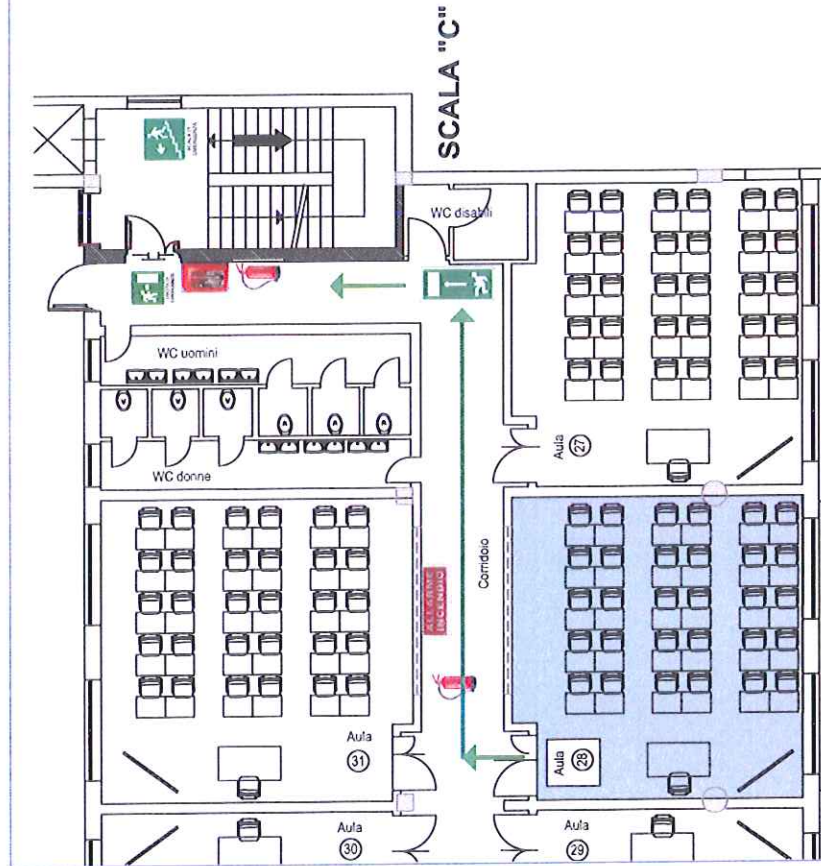 SCALA "C"
WC disabili
WC uomini
WC donne
Aula
27
ALLARME
INCENDIO
Corridoio
Aula
31
Aula
28
Aula
30
Aula
29